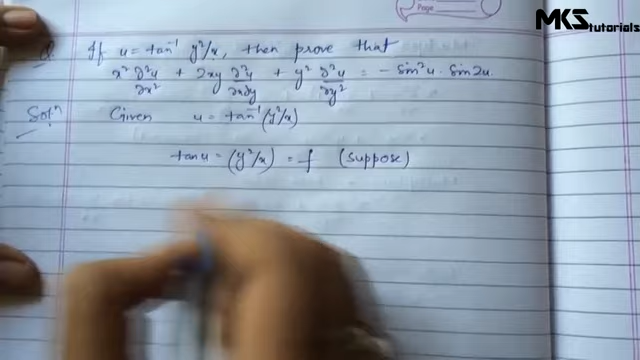 Page
MKS tutorials
Q. If u = tan⁻¹ y²/x, then prove that
x² ∂²u/∂x² + 2xy ∂²u/∂x∂y + y² ∂²u/∂y² = - Sin²u · Sin2u
Solⁿ Given u = tan⁻¹(y²/x)
tanu = (y²/x) = f (suppose)